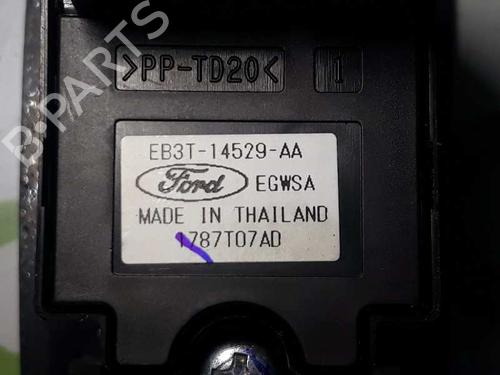 >PP-TD20<
1
EB3T-14529-AA
Ford EGWSA
MADE IN THAILAND
1787T07AD
B-PARTS